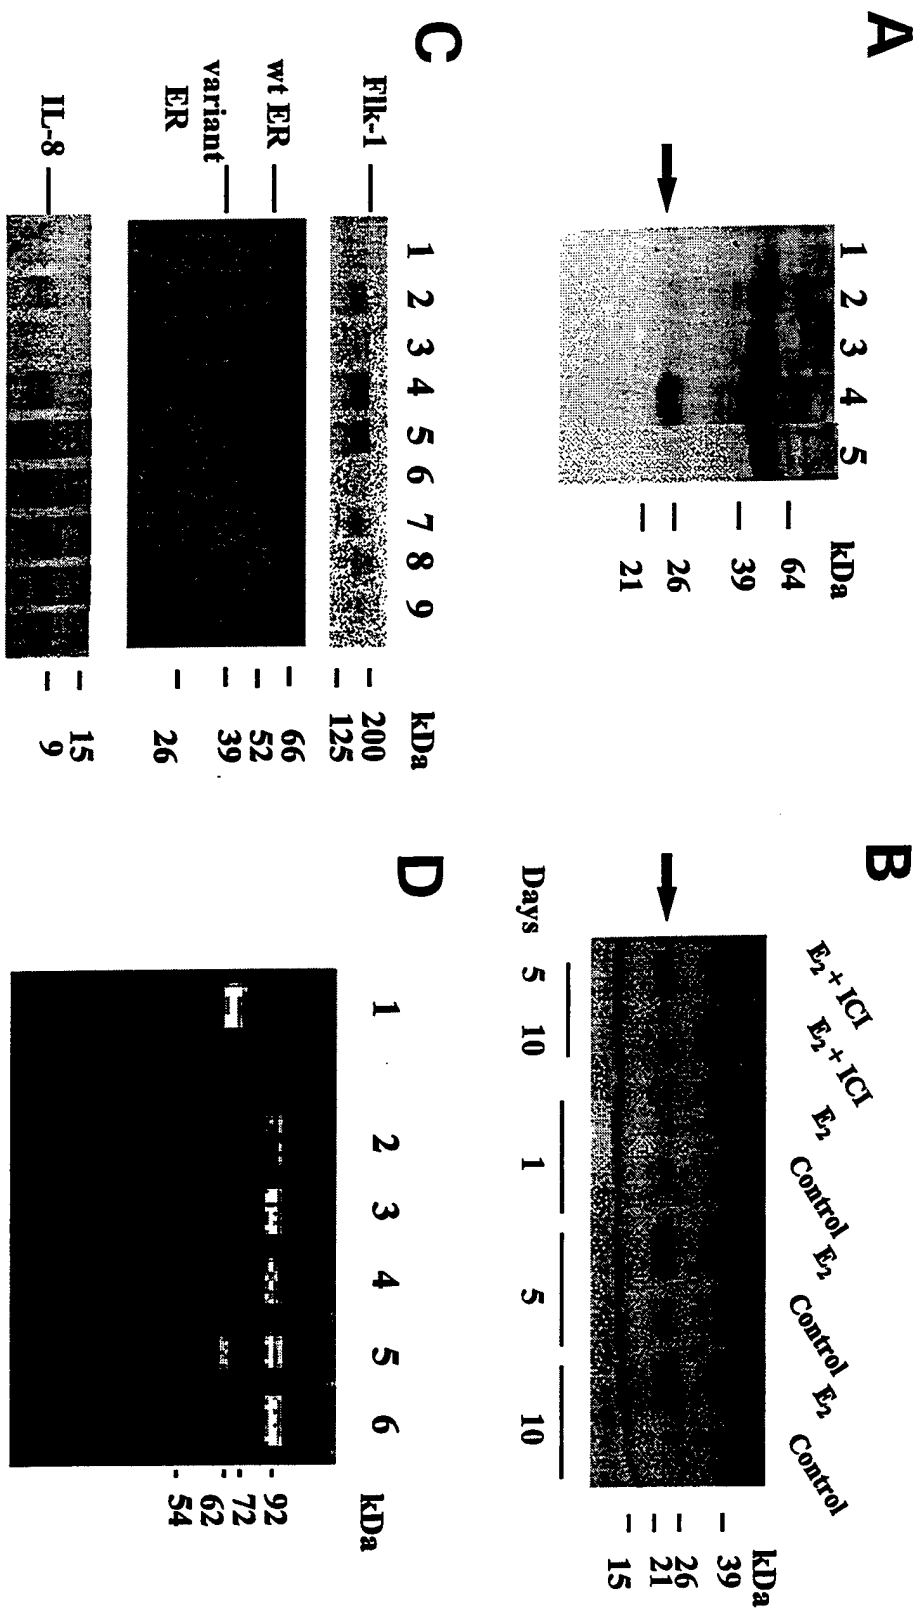 A
1 2 3 4 5
kDa
64
39
26
21
B
E₂ + ICI
E₂ + ICI
E₂
Control
E₂
Control
E₂
Control
kDa
39
26
21
15
Days 5 10 1 5 10
C
1 2 3 4 5 6 7 8 9
kDa
Flk-1
200
125
wt ER
variant
ER
66
52
39
26
IL-8
15
9
D
1 2 3 4 5 6
kDa
92
72
62
54